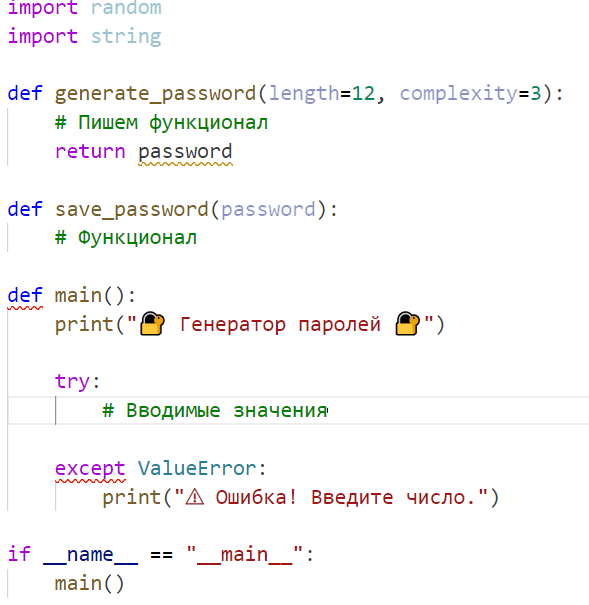 import random
import string
def generate_password(length=12, complexity=3):
# Пишем функционал
return password
def save_password(password):
# Функционал
def main():
print("🔐 Генератор паролей 🔐")
try:
# Вводимые значения
except ValueError:
print("⚠ Ошибка! Введите число.")
if __name__ == "__main__":
main()